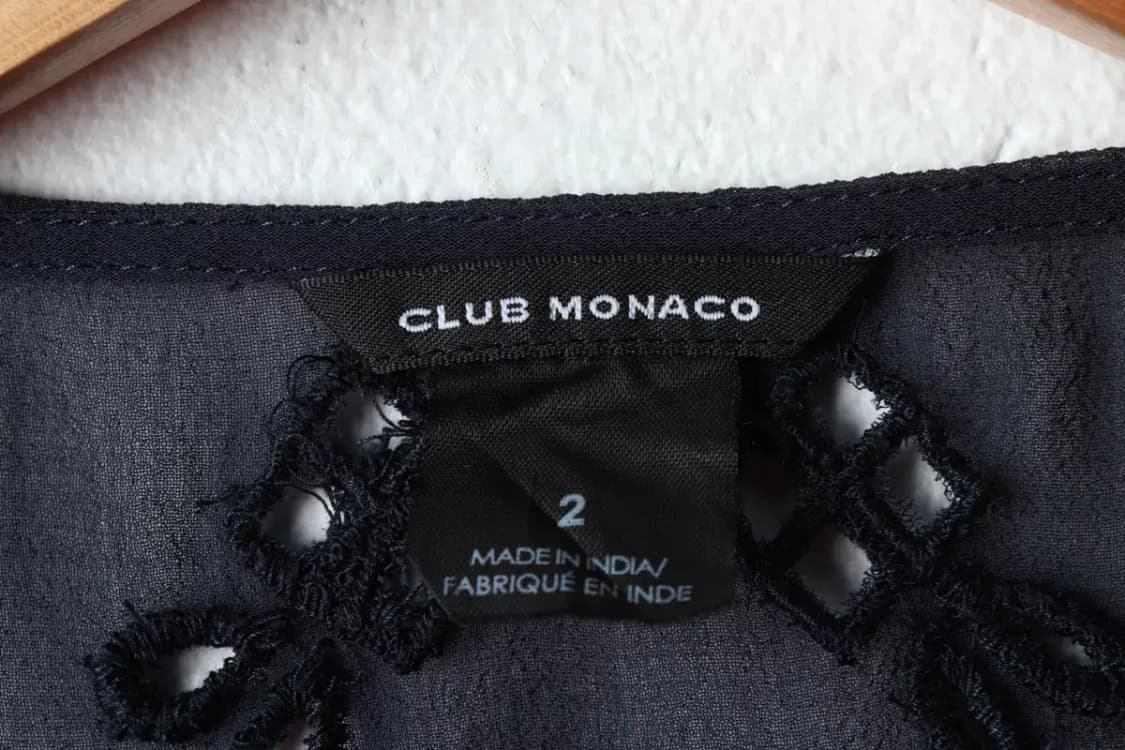 CLUB MONACO
2
MADE IN INDIA/
FABRIQUÉ EN INDE